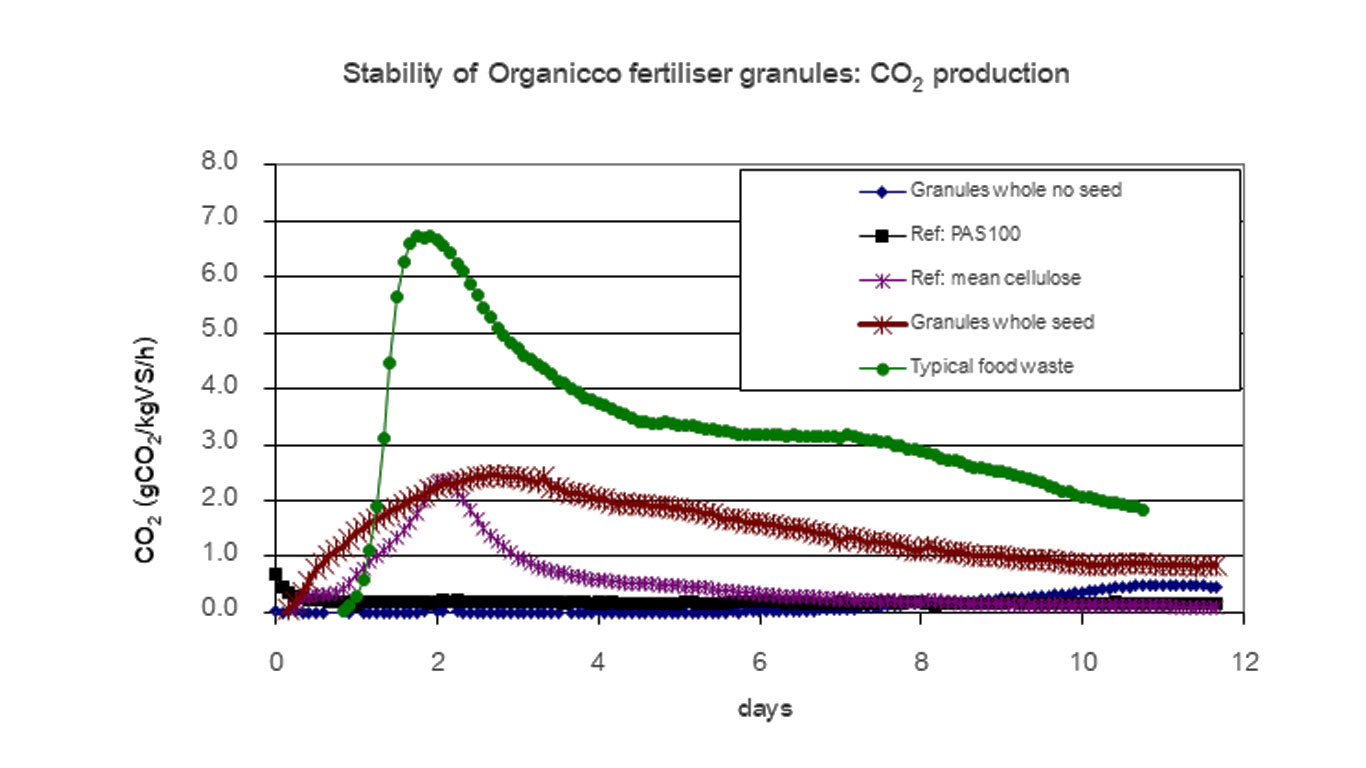 Stability of Organicco fertiliser granules: CO2 production
8.0
7.0
6.0
5.0
4.0
3.0
2.0
1.0
0.0
CO2 (gCO2/kgVS/h)
Granules whole no seed
Ref: PAS100
Ref: mean cellulose
Granules whole seed
Typical food waste
0 2 4 6 8 10 12
days